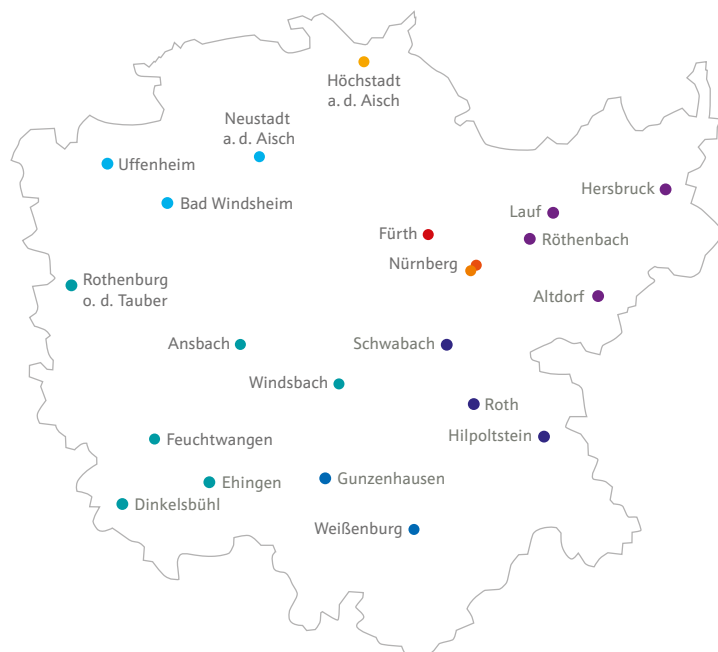 Höchstadt
a. d. Aisch
Neustadt
a. d. Aisch
Uffenheim
Bad Windsheim
Hersbruck
Lauf
Röthenbach
Fürth
Nürnberg
Rothenburg
o. d. Tauber
Altdorf
Ansbach
Schwabach
Windsbach
Roth
Hilpoltstein
Feuchtwangen
Ehingen
Gunzenhausen
Dinkelsbühl
Weißenburg